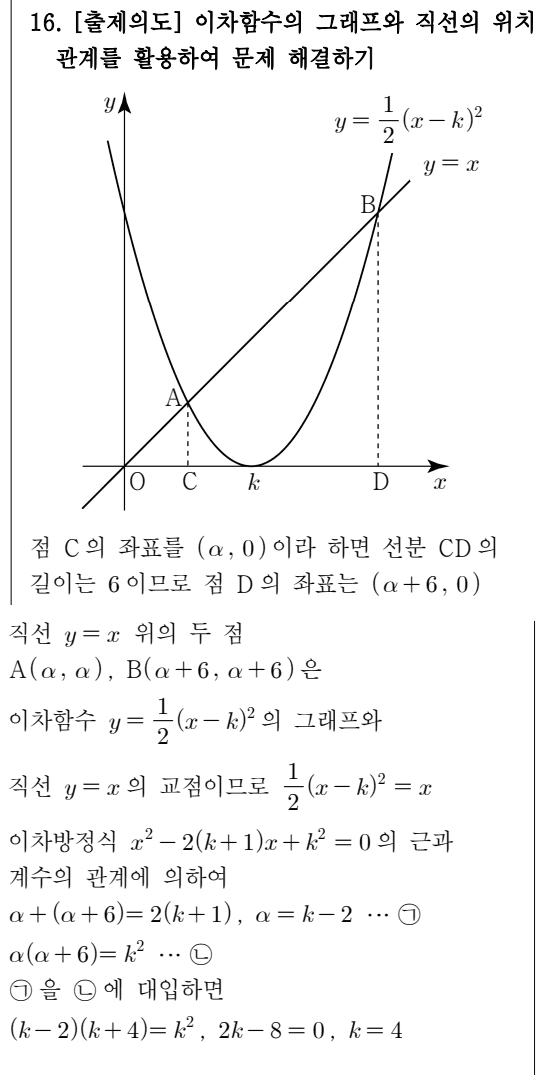 16. [출제의도] 이차함수의 그래프와 직선의 위치
관계를 활용하여 문제 해결하기
y
y = 1/2 (x − k)²
y = x
B
A
O C k D x
점 C의 좌표를 (α, 0)이라 하면 선분 CD의
길이는 6이므로 점 D의 좌표는 (α+6, 0)
직선 y = x 위의 두 점
A(α, α), B(α+6, α+6)은
이차함수 y = 1/2 (x − k)²의 그래프와
직선 y = x의 교점이므로 1/2 (x − k)² = x
이차방정식 x² − 2(k+1)x + k² = 0의 근과
계수의 관계에 의하여
α + (α+6) = 2(k+1), α = k − 2 ⋯ ㉠
α(α+6) = k² ⋯ ㉡
㉠을 ㉡에 대입하면
(k−2)(k+4) = k², 2k − 8 = 0, k = 4